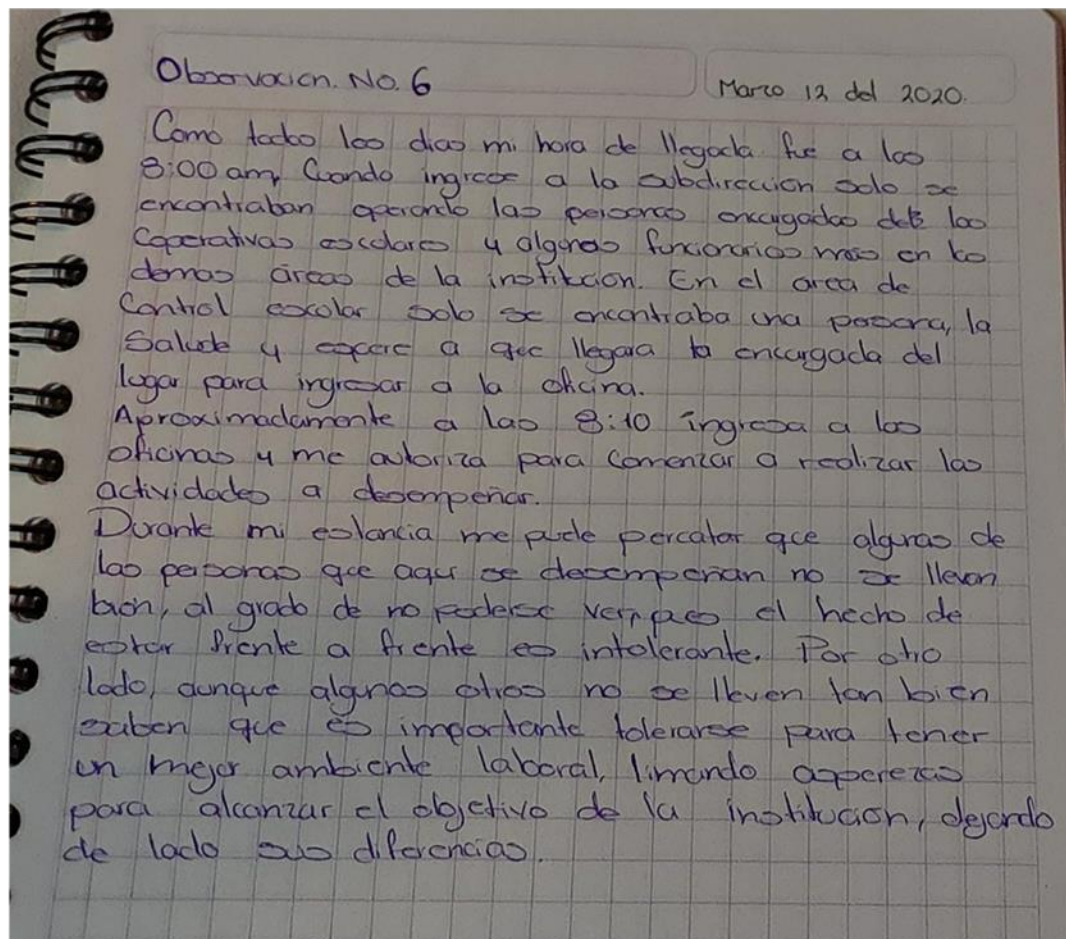 Observación. No. 6
Marzo 12 del 2020.
Como todos los dias mi hora de llegada fue a las
8:00 am, Cuando ingrese a la subdirección solo se
encontraban operando las personas encargadas de las
Coperativas escolares y algunos funcionarios mas en los
demas áreas de la institución. En el area de
Control escolar solo se encontraba una persona, la
Salude y espere a que llegara la encargada del
lugar para ingresar a la oficina.
Aproximadamente a las 8:10 ingresa a las
oficinas y me autoriza para comenzar a realizar las
actividades a desempeñar.
Durante mi estancia me pude percatar que algunas de
las personas que aqui se desempeñan no se llevan
bien, al grado de no poderse ver, pues el hecho de
estar frente a frente es intolerante. Por otro
lado, aunque algunos otros no se lleven tan bien
saben que es importante tolerarse para tener
un mejor ambiente laboral, limando asperezas
para alcanzar el objetivo de la institución, dejando
de lado sus diferencias.